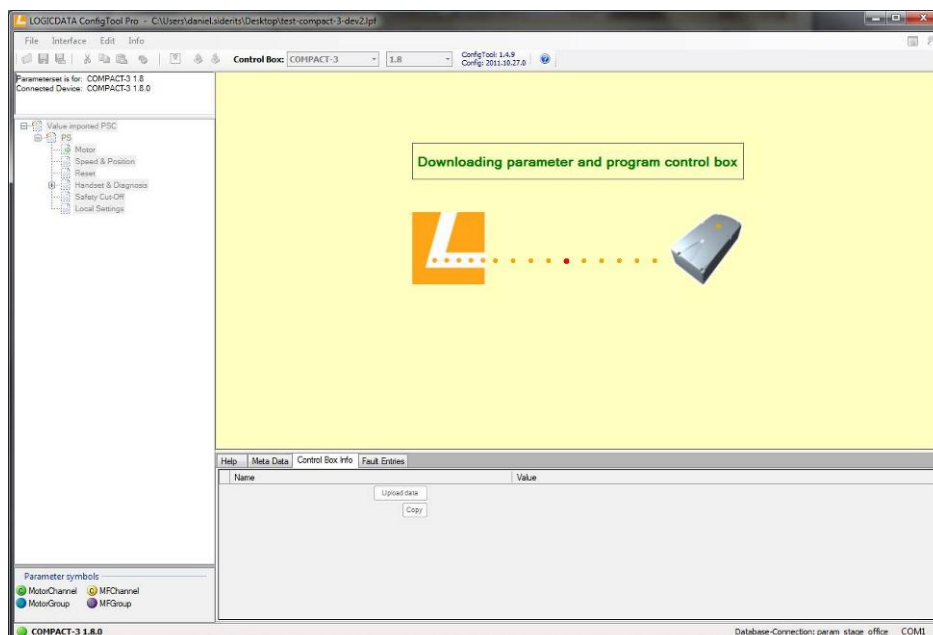 LOGICDATA ConfigTool Pro - C:\Users\daniel.siderits\Desktop\test-compact-3-dev2.lpf
File Interface Edit Info
Control Box: COMPACT-3 1.8 ConfigTool: 1.4.9
Config: 2011.10.27.0
Parameterset is for: COMPACT-3 1.8
Connected Device: COMPACT-3 1.8.0
Value imported PSC
PS
Motor
Speed & Position
Reset
Handset & Diagnosis
Safety Cut-Off
Local Settings
Downloading parameter and program control box
Help Meta Data Control Box Info Fault Entries
Name Value
Upload data
Copy
Parameter symbols
C MotorChannel C MFChannel
MotorGroup MFGroup
COMPACT-3 1.8.0 Database-Connection: param_stage_office COM1